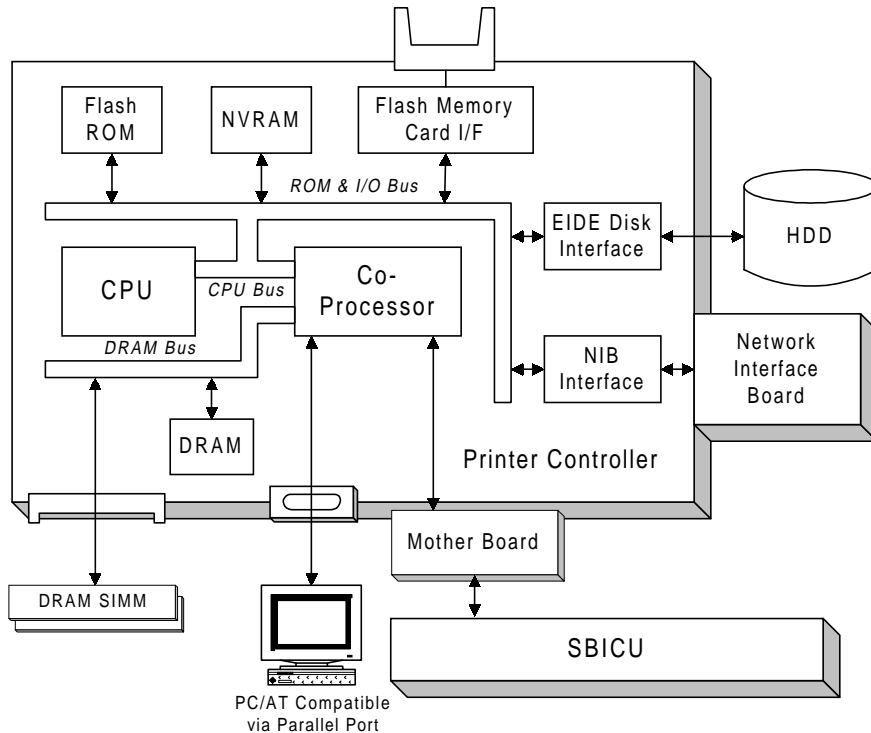 Flash
ROM
NVRAM
Flash Memory
Card I/F
ROM & I/O Bus
EIDE Disk
Interface
HDD
CPU
CPU Bus
Co-
Processor
DRAM Bus
NIB
Interface
Network
Interface
Board
DRAM
Printer Controller
Mother Board
DRAM SIMM
SBICU
PC/AT Compatible
via Parallel Port